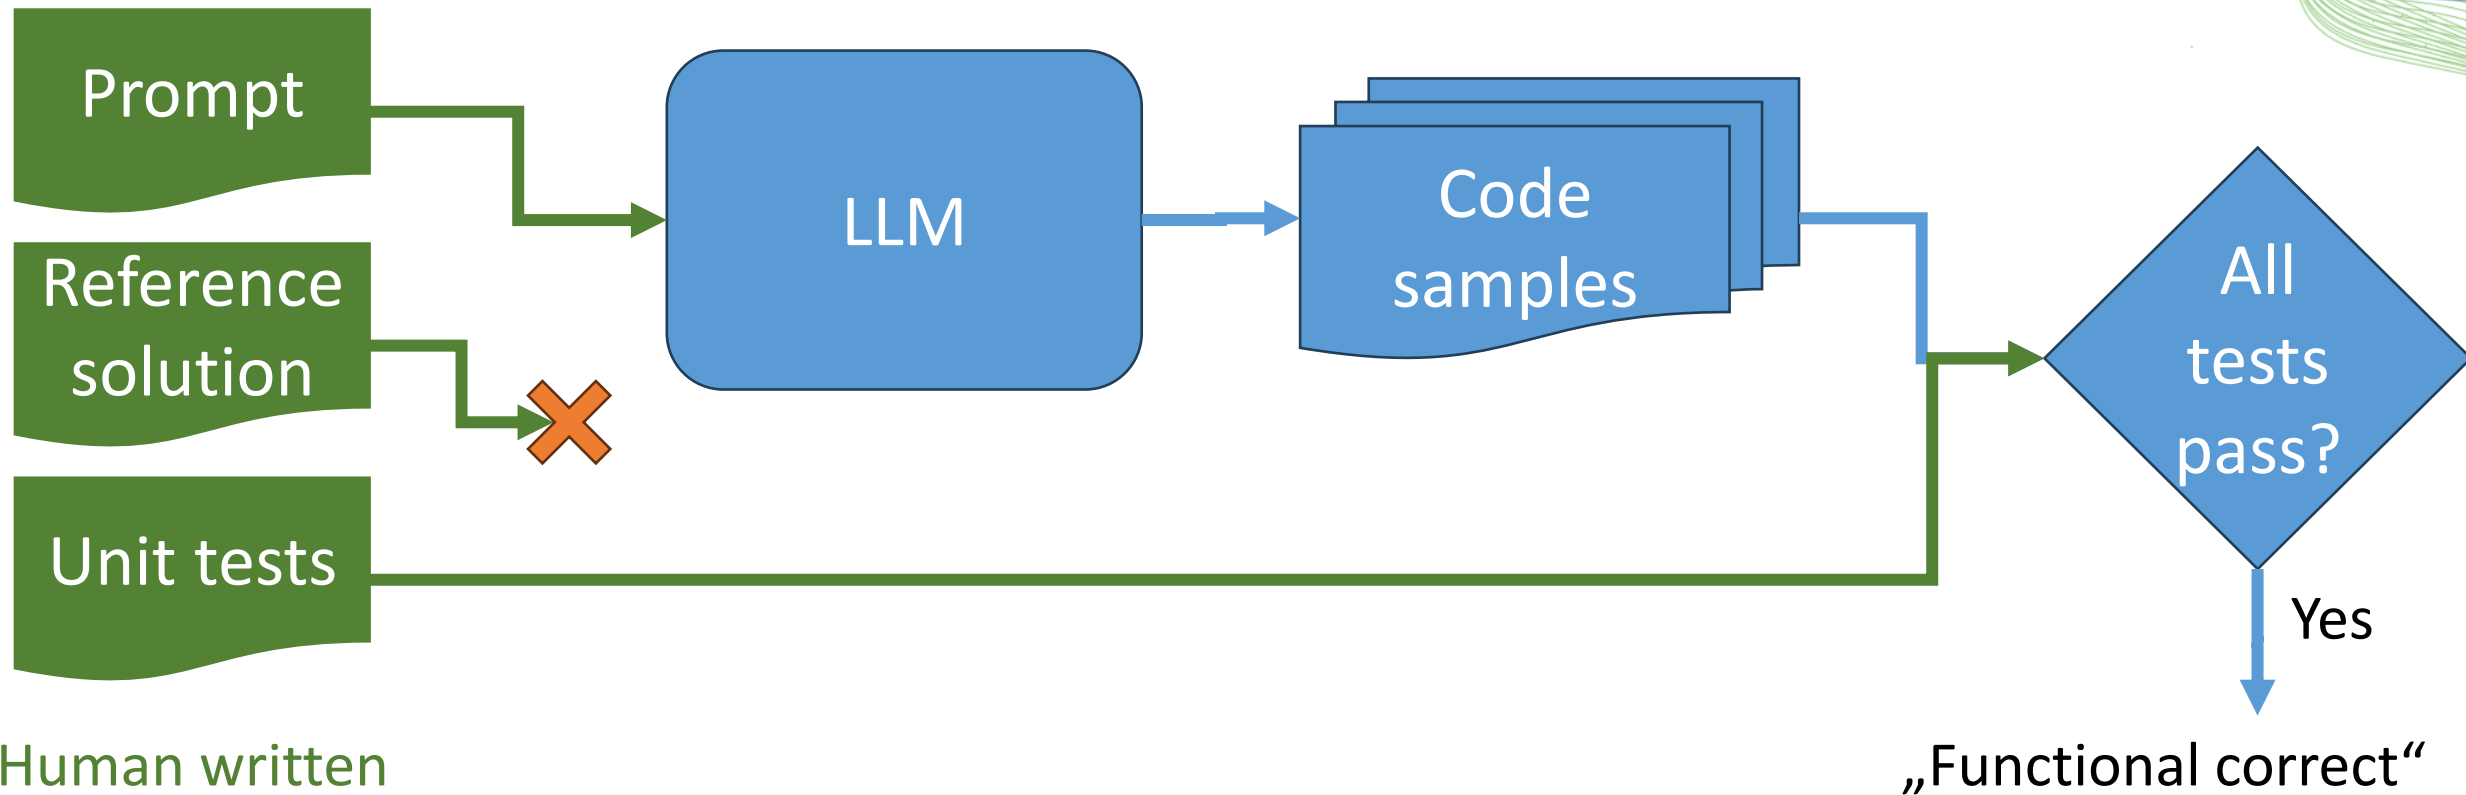 Prompt
Reference
solution
Unit tests
Human written
LLM
Code
samples
All
tests
pass?
Yes
„Functional correct“